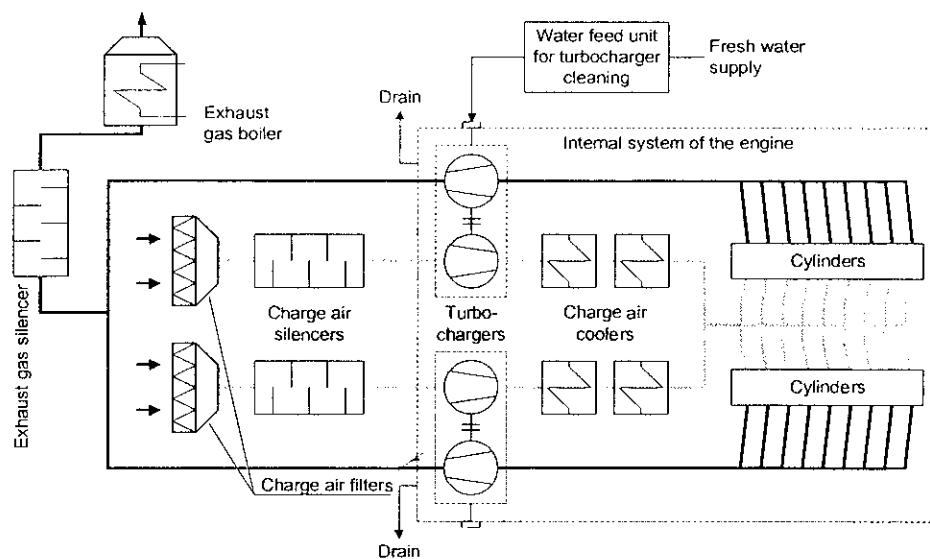 Water feed unit
for turbocharger
cleaning
Fresh water
supply
Drain
Exhaust
gas boiler
Internal system of the engine
Cylinders
Charge air
silencers
Turbo-
chargers
Charge air
coolers
Exhaust gas silencer
Cylinders
Charge air filters
Drain